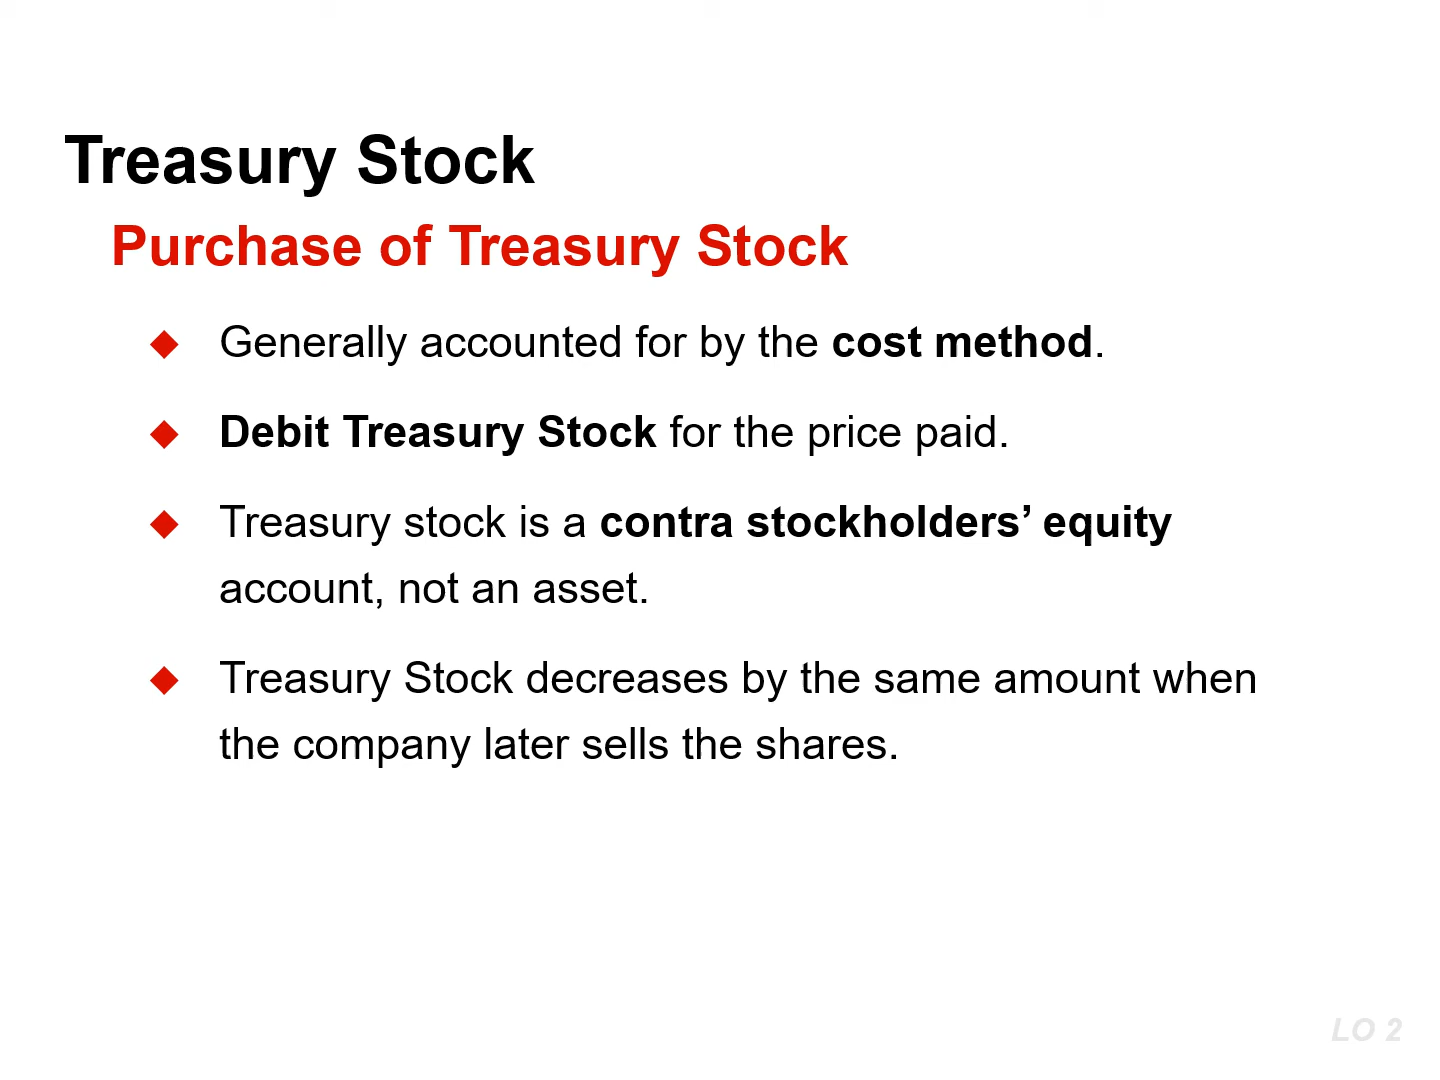 Treasury Stock
Purchase of Treasury Stock
Generally accounted for by the cost method.
Debit Treasury Stock for the price paid.
Treasury stock is a contra stockholders’ equity
account, not an asset.
Treasury Stock decreases by the same amount when
the company later sells the shares.
LO 2